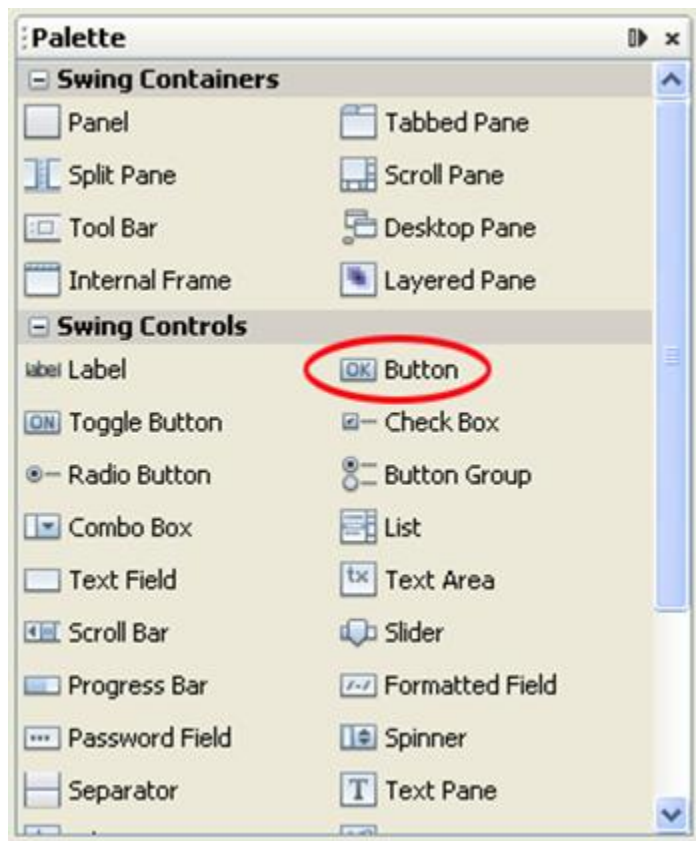 Palette
Swing Containers
Panel Tabbed Pane
Split Pane Scroll Pane
Tool Bar Desktop Pane
Internal Frame Layered Pane
Swing Controls
label Label OK Button
ON Toggle Button Check Box
Radio Button Button Group
Combo Box List
Text Field tx Text Area
Scroll Bar Slider
Progress Bar Formatted Field
Password Field Spinner
Separator T Text Pane